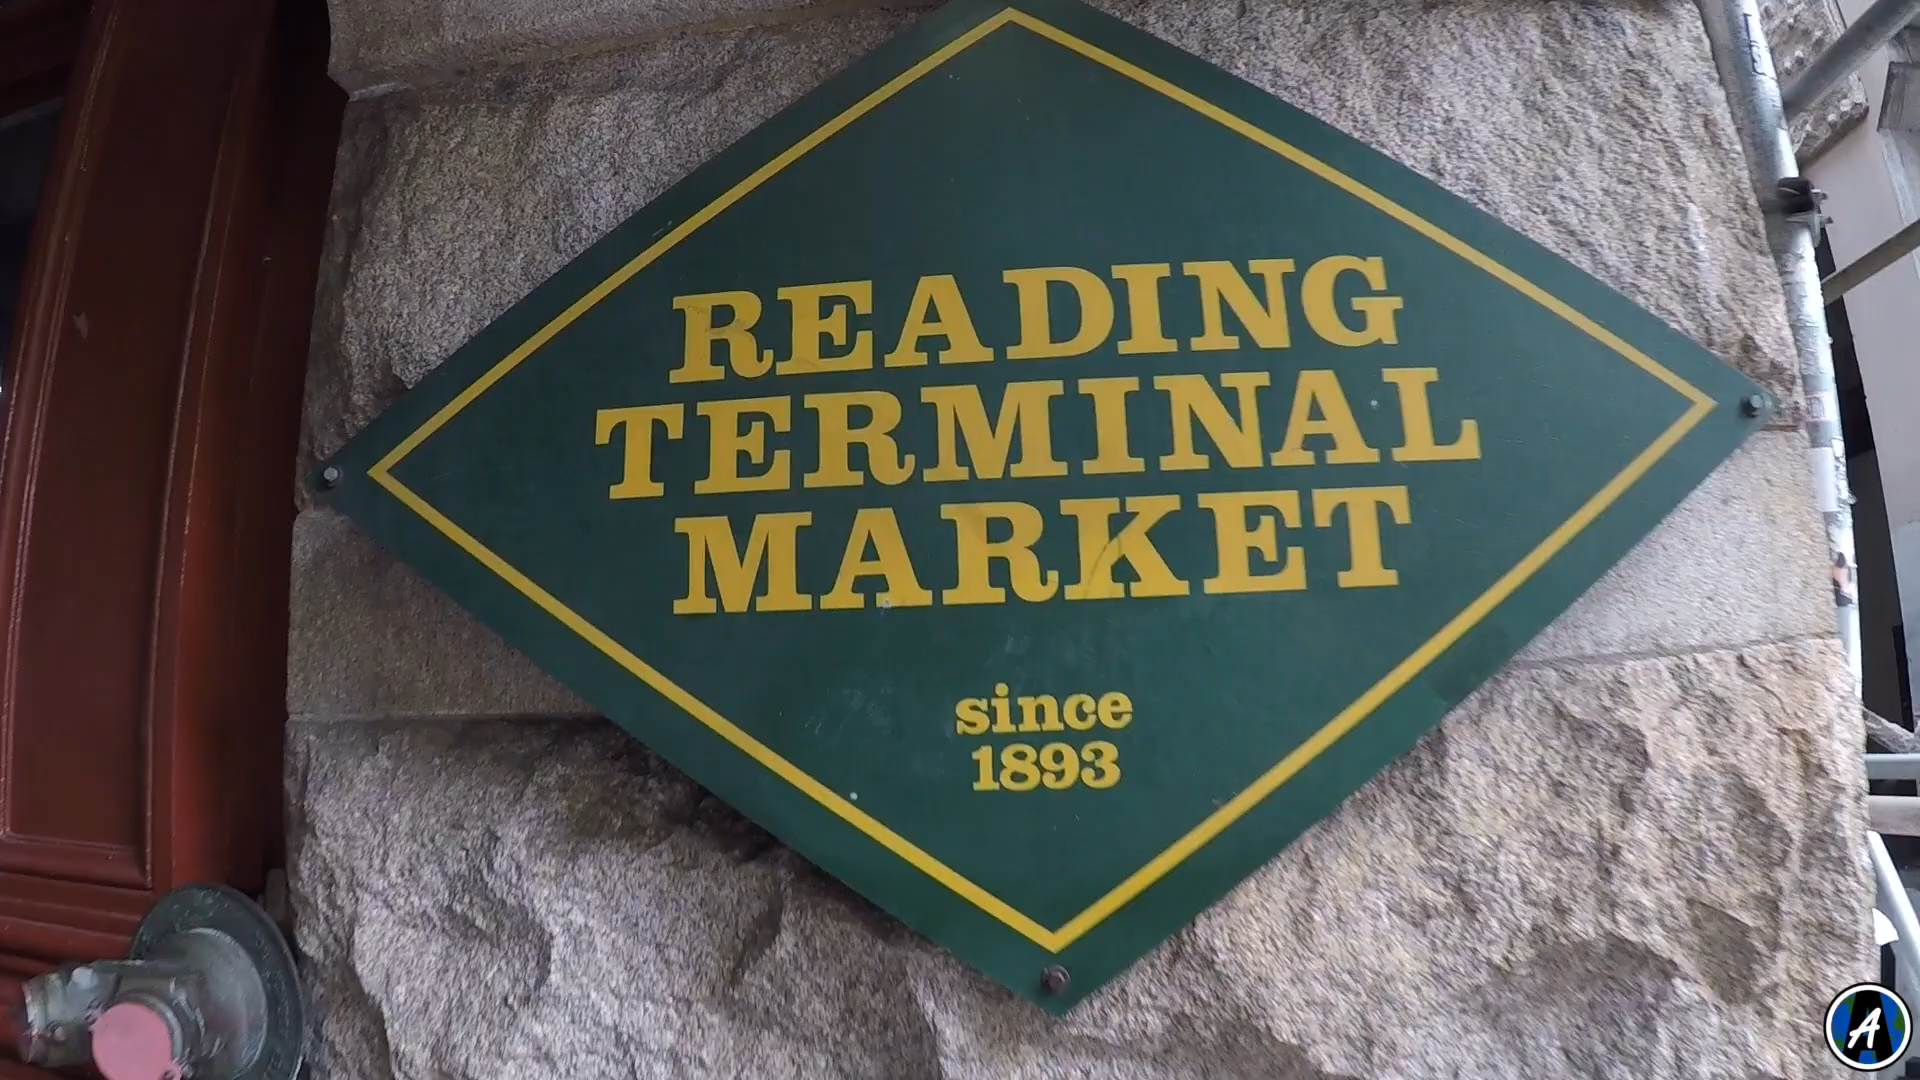 READING
TERMINAL
MARKET
since
1893
A